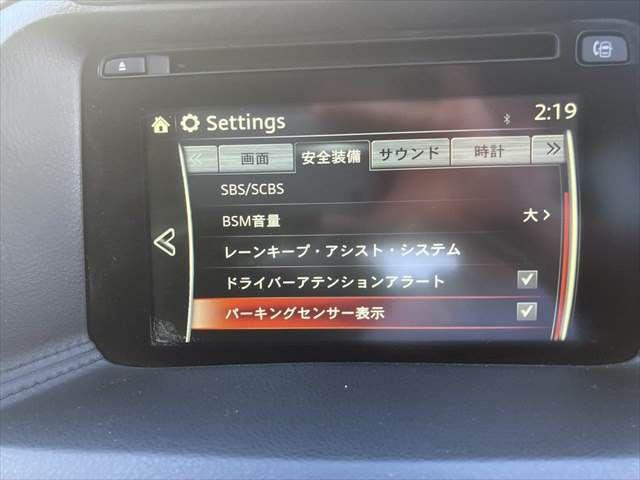 Settings
2:19
画面 安全装備 サウンド 時計
SBS/SCBS
BSM音量 大
レーンキープ・アシスト・システム
ドライバーアテンションアラート
パーキングセンサー表示